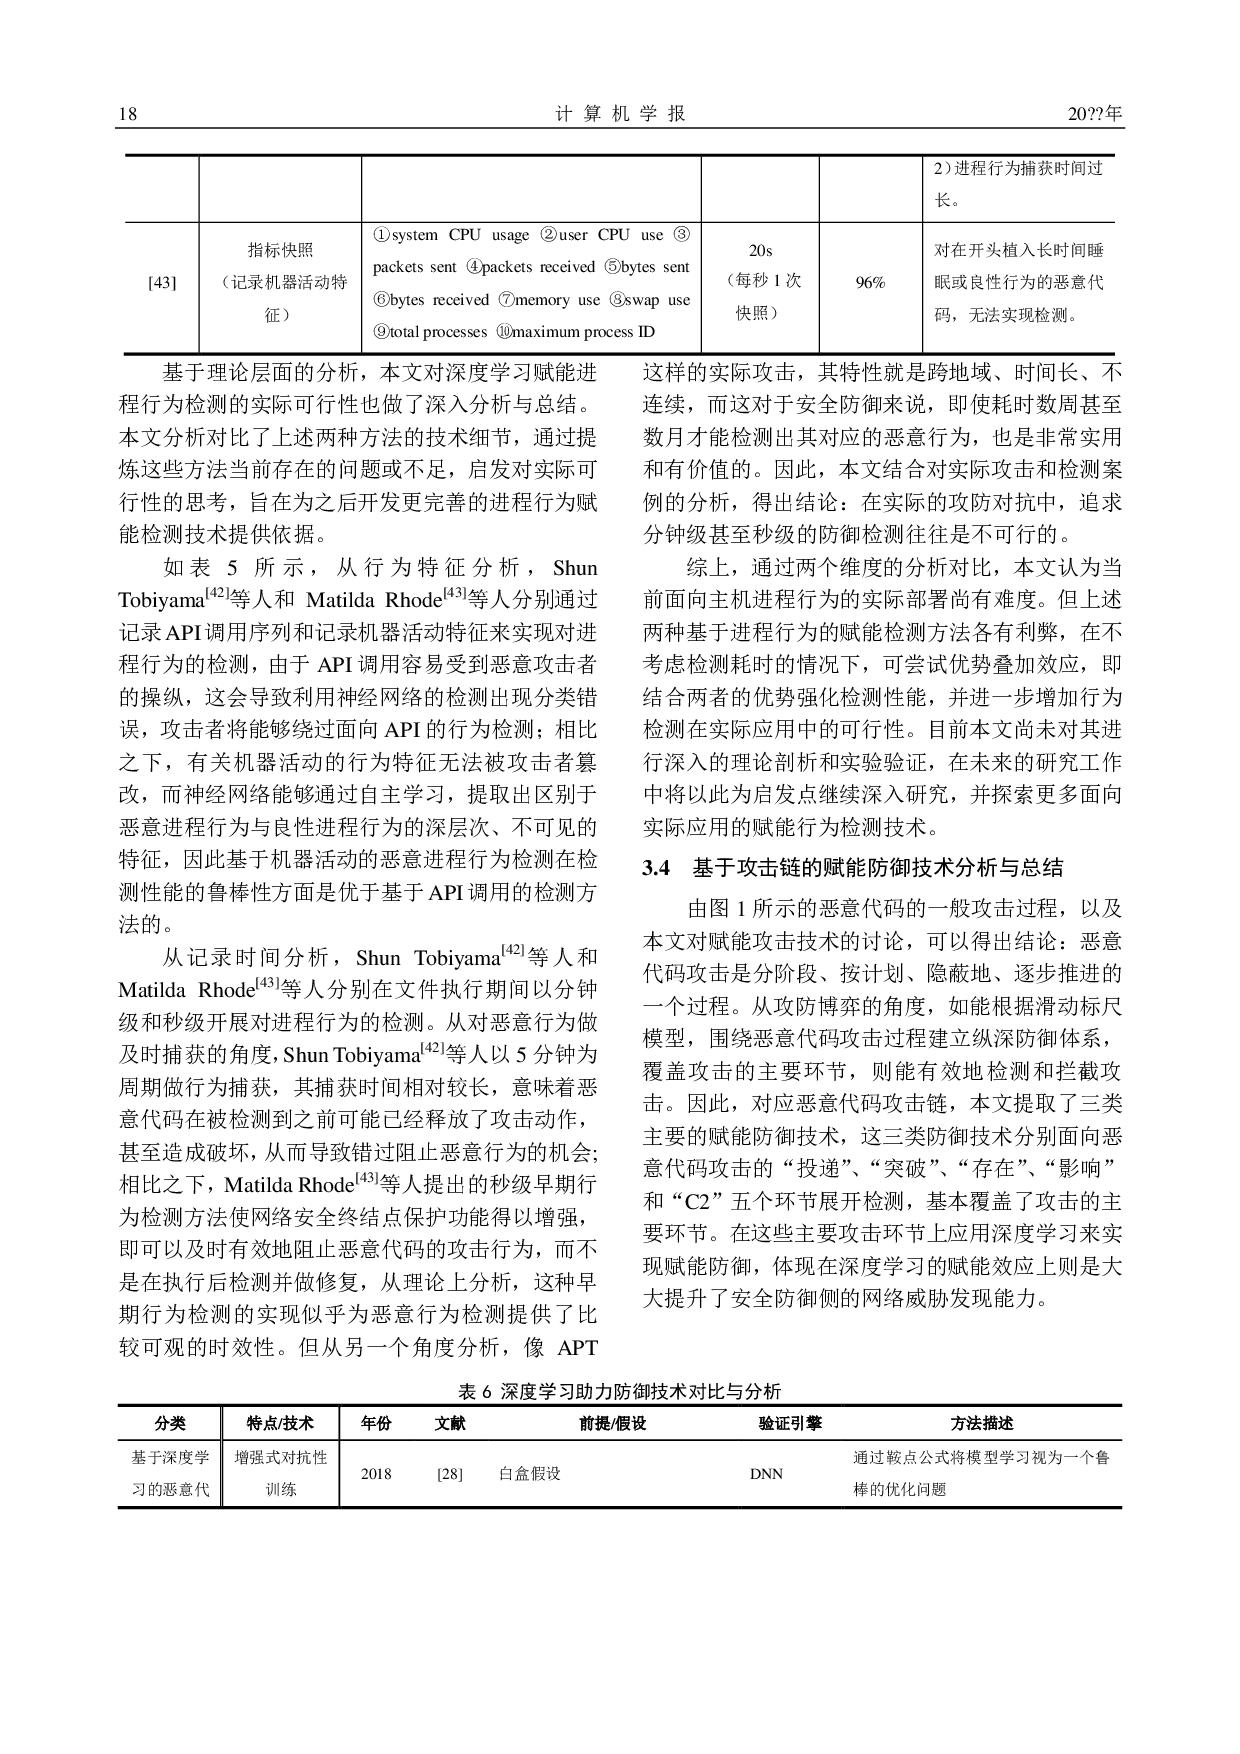 18
计 算 机 学 报
20??年
2）进程行为捕获时间过
长。
[43]
指标快照
（记录机器活动特
征）
①system CPU usage ②user CPU use ③
packets sent ④packets received ⑤bytes sent
⑥bytes received ⑦memory use ⑧swap use
⑨total processes ⑩maximum process ID
20s
（每秒 1 次
快照）
96%
对在开头植入长时间睡
眠或良性行为的恶意代
码，无法实现检测。
基于理论层面的分析，本文对深度学习赋能进
程行为检测的实际可行性也做了深入分析与总结。
本文分析对比了上述两种方法的技术细节，通过提
炼这些方法当前存在的问题或不足，启发对实际可
行性的思考，旨在为之后开发更完善的进程行为赋
能检测技术提供依据。
如表 5 所示，从行为特征分析，Shun
Tobiyama[42]等人和 Matilda Rhode[43]等人分别通过
记录 API 调用序列和记录机器活动特征来实现对进
程行为的检测，由于 API 调用容易受到恶意攻击者
的操纵，这会导致利用神经网络的检测出现分类错
误，攻击者将能够绕过面向 API 的行为检测；相比
之下，有关机器活动的行为特征无法被攻击者篡
改，而神经网络能够通过自主学习，提取出区别于
恶意进程行为与良性进程行为的深层次、不可见的
特征，因此基于机器活动的恶意进程行为检测在检
测性能的鲁棒性方面是优于基于 API 调用的检测方
法的。
从记录时间分析，Shun Tobiyama[42]等人和
Matilda Rhode[43]等人分别在文件执行期间以分钟
级和秒级开展对进程行为的检测。从对恶意行为做
及时捕获的角度，Shun Tobiyama[42]等人以 5 分钟为
周期做行为捕获，其捕获时间相对较长，意味着恶
意代码在被检测到之前可能已经释放了攻击动作，
甚至造成破坏，从而导致错过阻止恶意行为的机会；
相比之下，Matilda Rhode[43]等人提出的秒级早期行
为检测方法使网络安全终结点保护功能得以增强，
即可以及时有效地阻止恶意代码的攻击行为，而不
是在执行后检测并做修复，从理论上分析，这种早
期行为检测的实现似乎为恶意行为检测提供了比
较可观的时效性。但从另一个角度分析，像 APT
这样的实际攻击，其特性就是跨地域、时间长、不
连续，而这对于安全防御来说，即使耗时数周甚至
数月才能检测出其对应的恶意行为，也是非常实用
和有价值的。因此，本文结合对实际攻击和检测案
例的分析，得出结论：在实际的攻防对抗中，追求
分钟级甚至秒级的防御检测往往是不可行的。
综上，通过两个维度的分析对比，本文认为当
前面向主机进程行为的实际部署尚有难度。但上述
两种基于进程行为的赋能检测方法各有利弊，在不
考虑检测耗时的情况下，可尝试优势叠加效应，即
结合两者的优势强化检测性能，并进一步增加行为
检测在实际应用中的可行性。目前本文尚未对其进
行深入的理论剖析和实验验证，在未来的研究工作
中将以此为启发点继续深入研究，并探索更多面向
实际应用的赋能行为检测技术。
3.4 基于攻击链的赋能防御技术分析与总结
由图 1 所示的恶意代码的一般攻击过程，以及
本文对赋能攻击技术的讨论，可以得出结论：恶意
代码攻击是分阶段、按计划、隐蔽地、逐步推进的
一个过程。从攻防博弈的角度，如能根据滑动标尺
模型，围绕恶意代码攻击过程建立纵深防御体系，
覆盖攻击的主要环节，则能有效地检测和拦截攻
击。因此，对应恶意代码攻击链，本文提取了三类
主要的赋能防御技术，这三类防御技术分别面向恶
意代码攻击的“投递”、“突破”、“存在”、“影响”
和“C2”五个环节展开检测，基本覆盖了攻击的主
要环节。在这些主要攻击环节上应用深度学习来实
现赋能防御，体现在深度学习的赋能效应上则是大
大提升了安全防御侧的网络威胁发现能力。
表 6 深度学习助力防御技术对比与分析
分类 特点/技术 年份 文献 前提/假设 验证引擎 方法描述
基于深度学
习的恶意代
增强式对抗性
训练
2018
[28]
白盒假设
DNN
通过鞍点公式将模型学习视为一个鲁
棒的优化问题